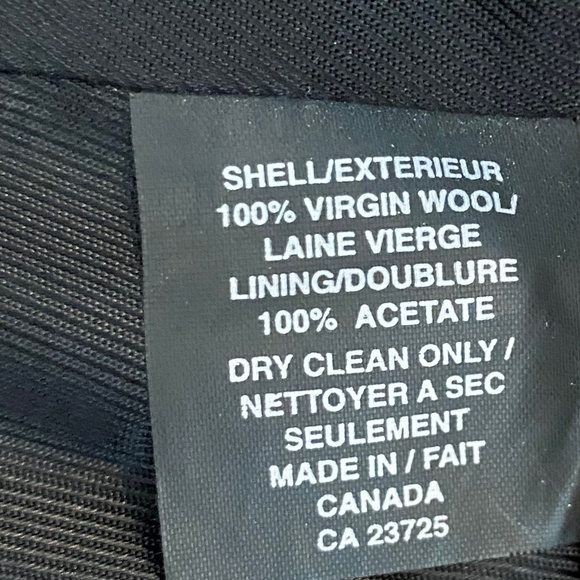 SHELL/EXTERIEUR
100% VIRGIN WOOL/
LAINE VIERGE
LINING/DOUBLURE
100% ACETATE
DRY CLEAN ONLY /
NETTOYER A SEC
SEULEMENT
MADE IN / FAIT
CANADA
CA 23725